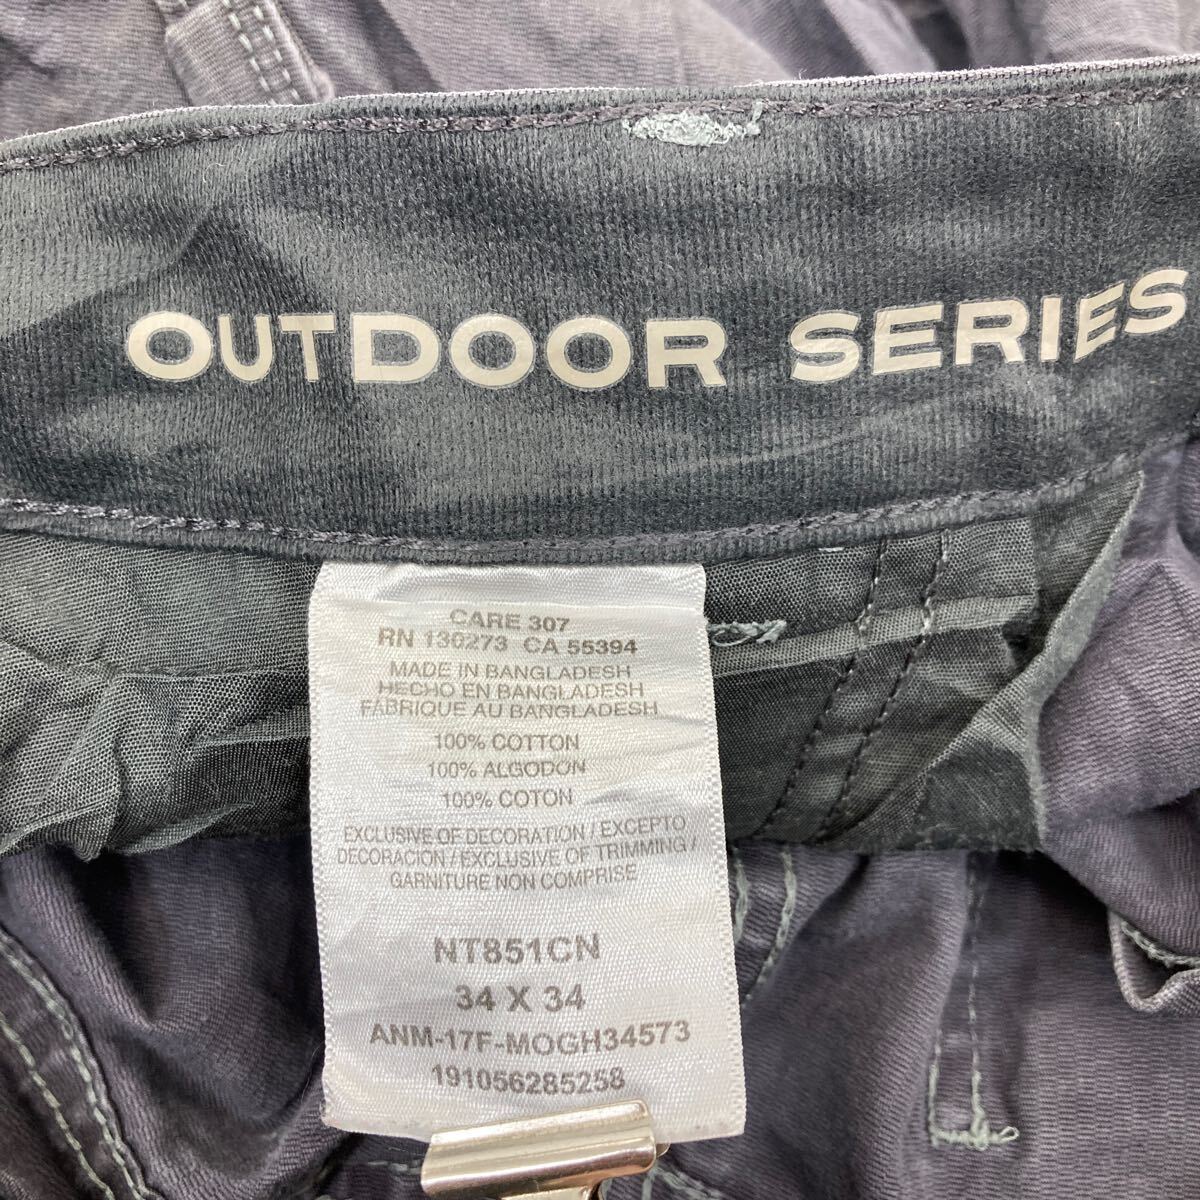 OUTDOOR SERIES
CARE 307
RN 130273 CA 55394
MADE IN BANGLADESH
HECHO EN BANGLADESH
FABRIQUE AU BANGLADESH
100% COTTON
100% ALGODON
100% COTON
EXCLUSIVE OF DECORATION / EXCEPTO
DECORACION / EXCLUSIVE OF TRIMMING /
GARNITURE NON COMPRISE
NT851CN
34 X 34
ANM-17F-MOGH34573
191056285258